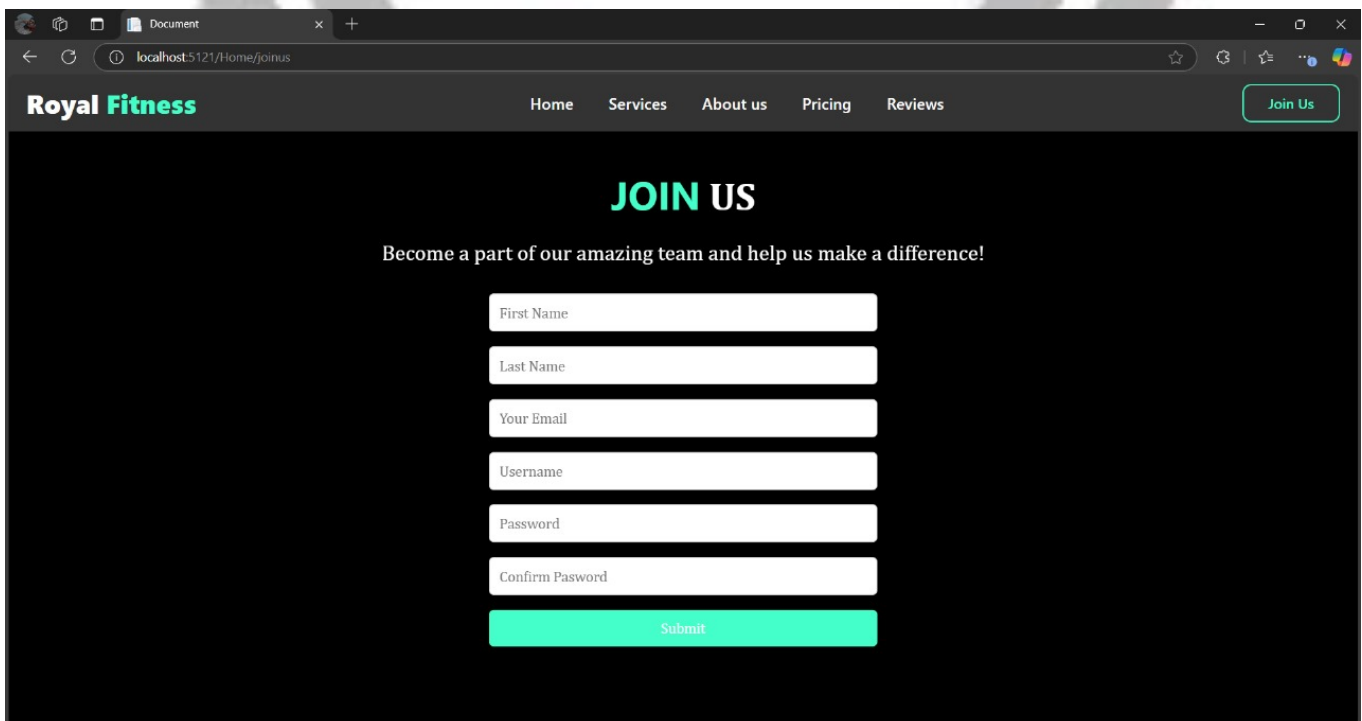 Document
localhost:5121/Home/joinus
Royal Fitness Home Services About us Pricing Reviews Join Us
JOIN US
Become a part of our amazing team and help us make a difference!
First Name
Last Name
Your Email
Username
Password
Confirm Pasword
Submit